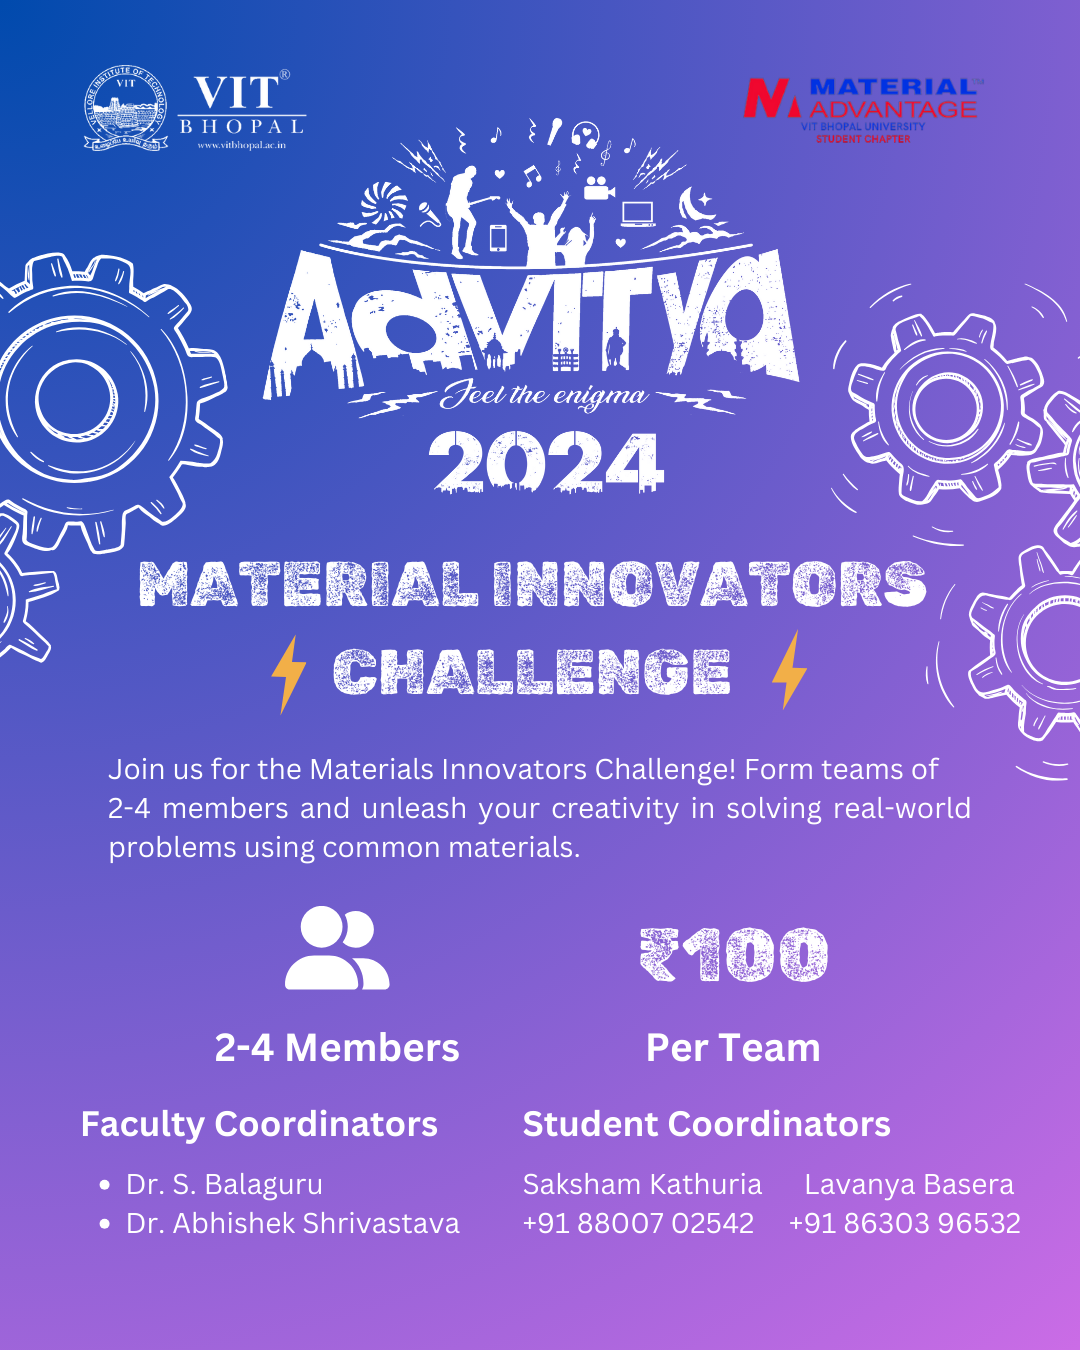 VELLORE INSTITUTE OF TECHNOLOGY
VIT
VIT®
BHOPAL
www.vitbhopal.ac.in
MATERIAL
ADVANTAGE
VIT BHOPAL UNIVERSITY
STUDENT CHAPTER
AdVITya
Feel the enigma
2024
MATERIAL INNOVATORS
CHALLENGE
Join us for the Materials Innovators Challenge! Form teams of
2-4 members and unleash your creativity in solving real-world
problems using common materials.
₹100
2-4 Members
Per Team
Faculty Coordinators
• Dr. S. Balaguru
• Dr. Abhishek Shrivastava
Student Coordinators
Saksham Kathuria Lavanya Basera
+91 88007 02542 +91 86303 96532